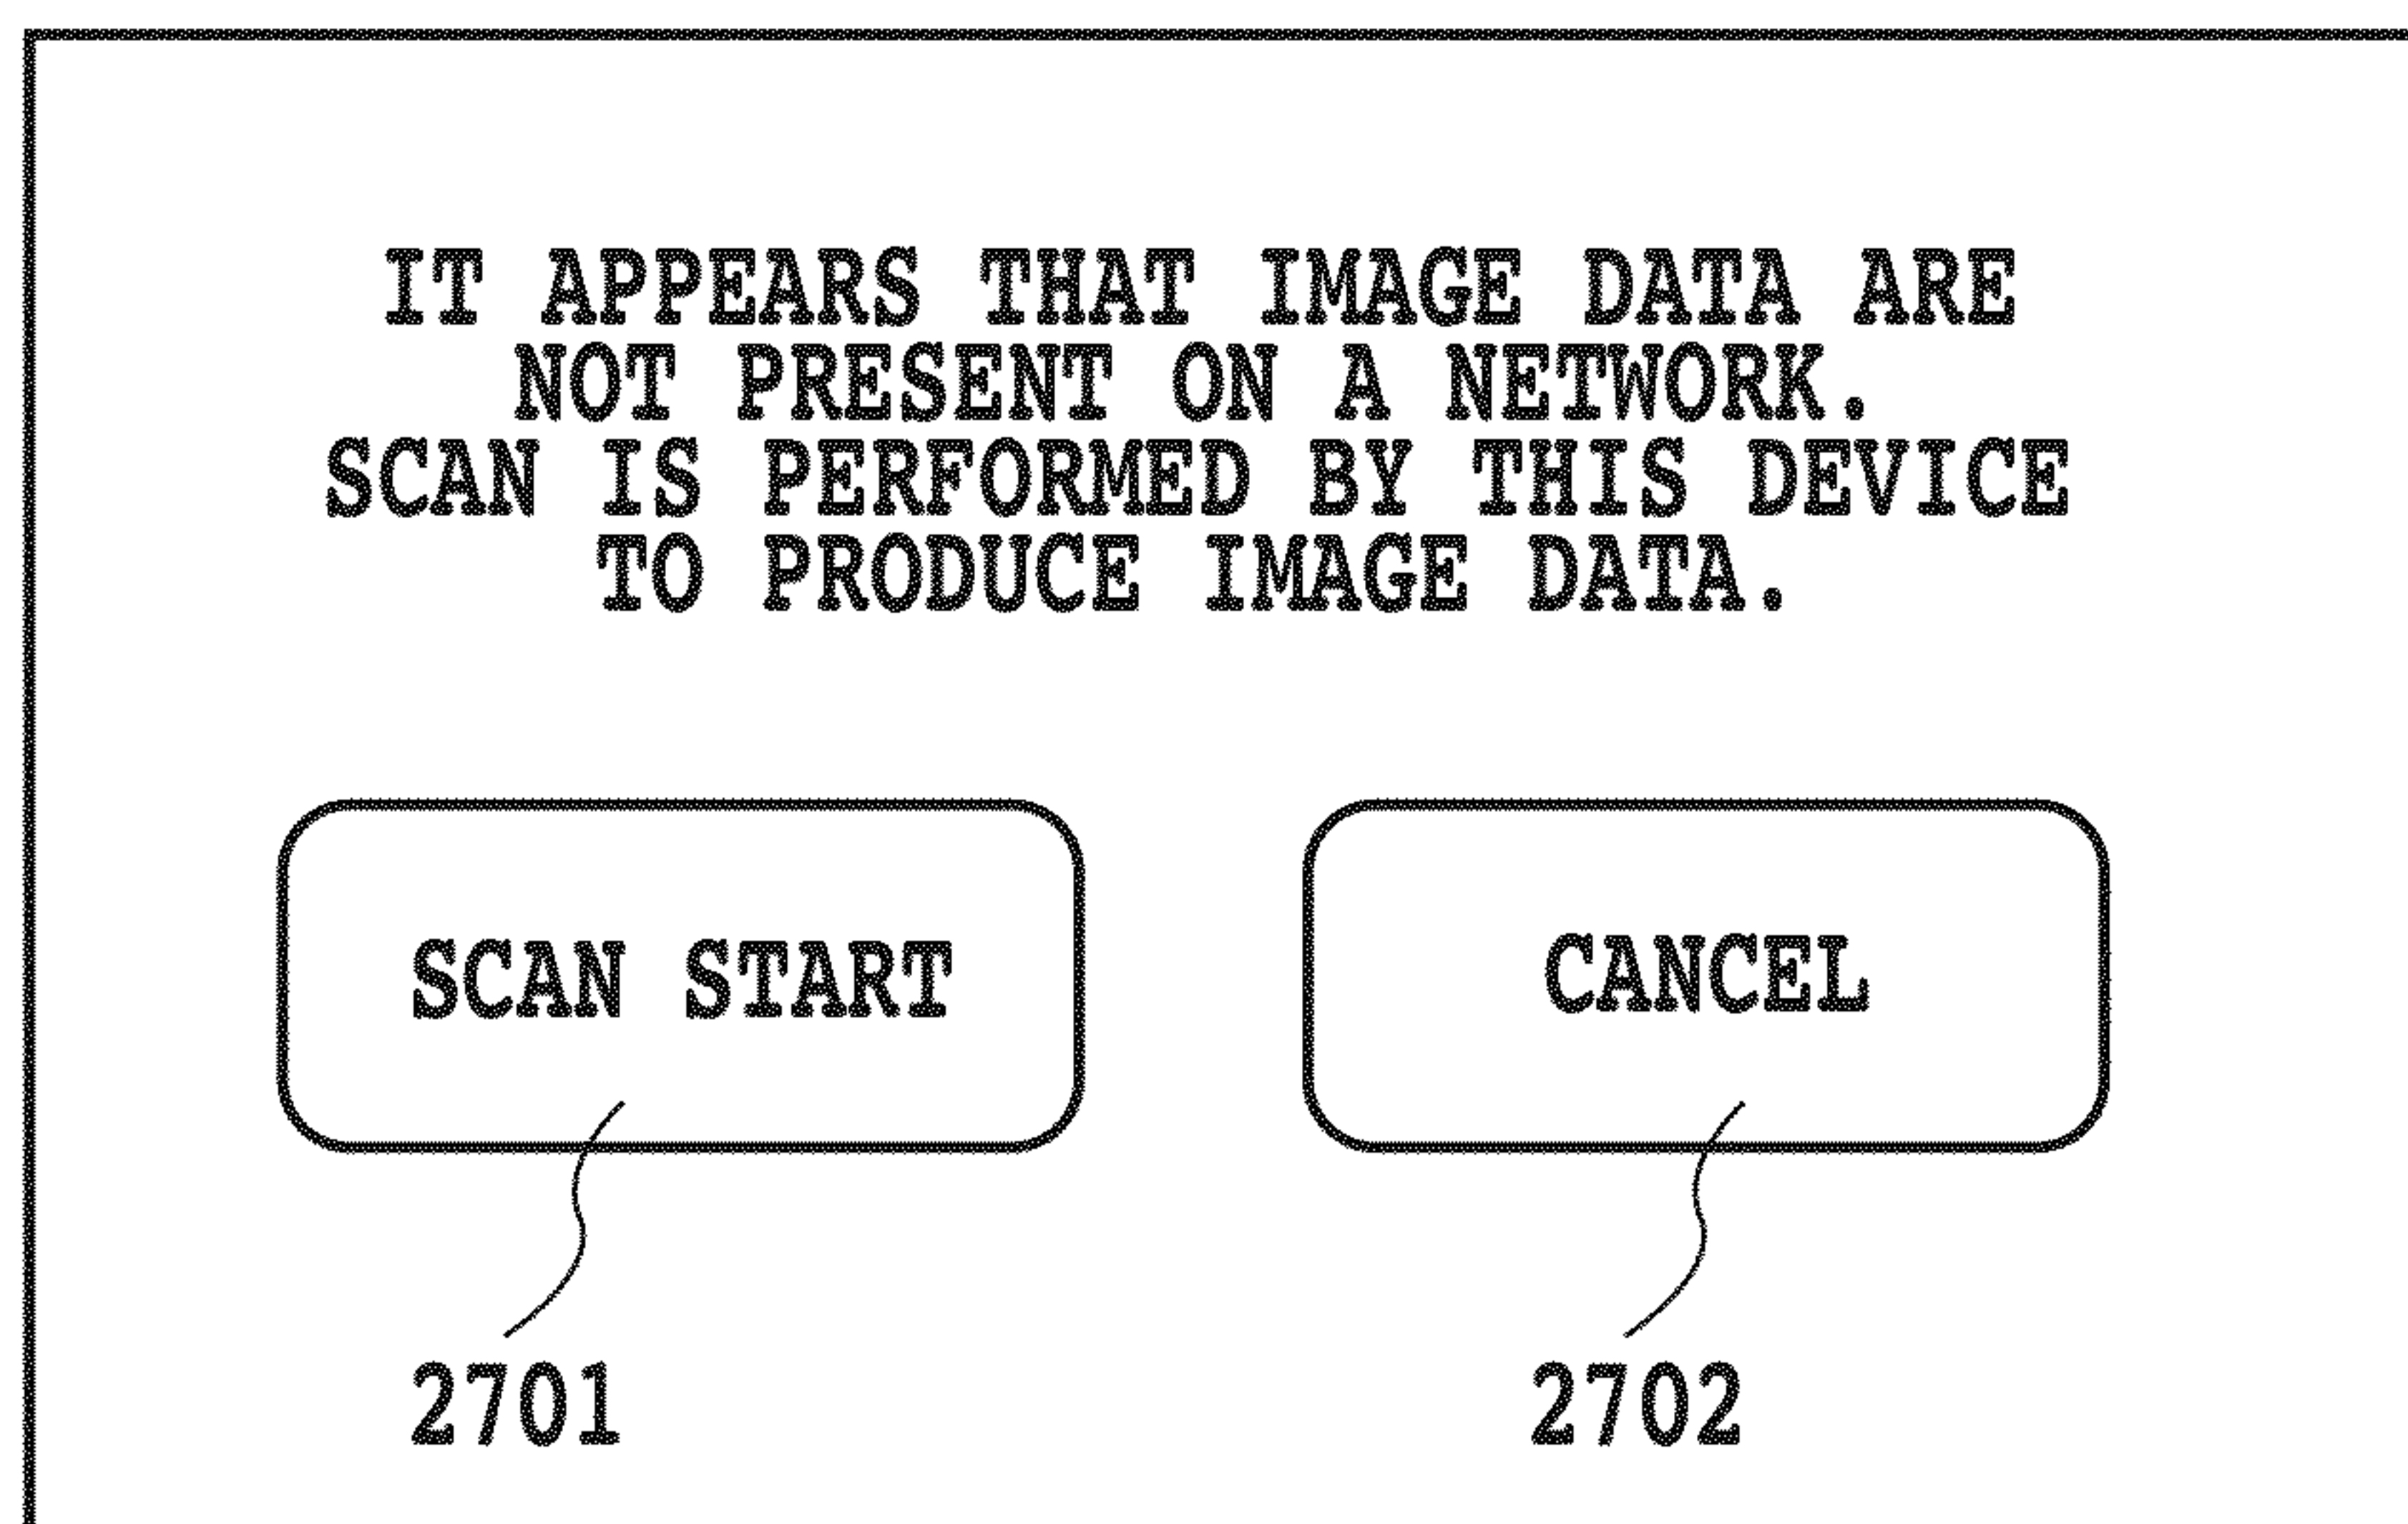 IT APPEARS THAT IMAGE DATA ARE
NOT PRESENT ON A NETWORK.
SCAN IS PERFORMED BY THIS DEVICE
TO PRODUCE IMAGE DATA.
SCAN START
CANCEL
2701
2702